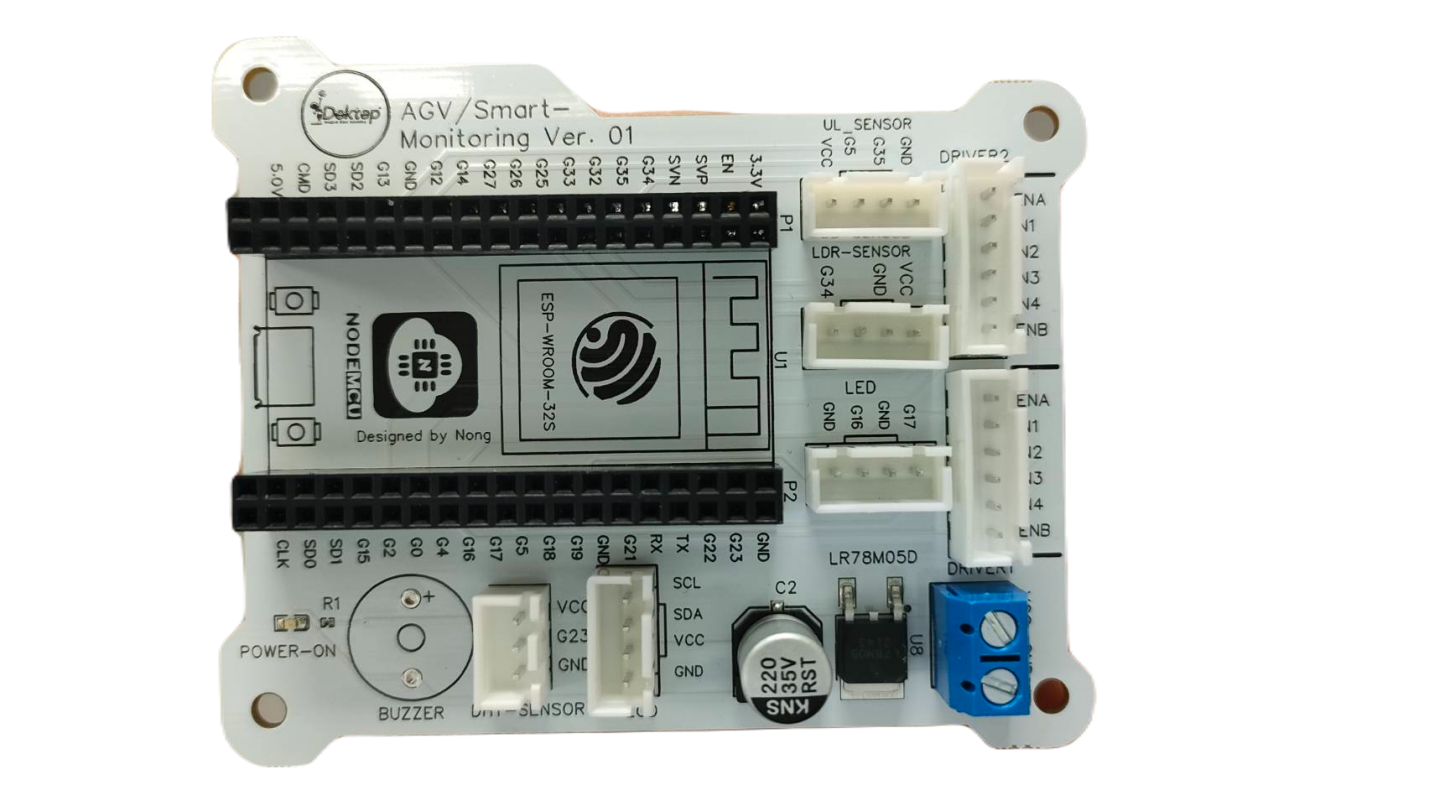 Dektep
AGV/Smart-
Monitoring Ver. 01
5.0V CMD SD3 SD2 G13 GND G12 G14 G27 G26 G25 G33 G32 G35 G34 SVN SVP EN 3.3V
P1
UL_SENSOR
VCC G5 G35 GND
DRIVER2
ENA
N1
N2
N3
N4
ENB
LDR-SENSOR
G34 GND VCC
NODEMCU
N
Designed by Nong
ESP-WROOM-32S
U1
LED
GND G16 GND G17
ENA
N1
N2
N3
N4
ENB
DRIVER1
P2
CLK SD0 SD1 G15 G2 G0 G4 G16 G17 G5 G18 G19 GND G21 RX TX G22 G23 GND
R1
POWER-ON
+
BUZZER
VCC
G23
GND
DHT-SENSOR
SCL
SDA
VCC
GND
C2
220
35V
RST
KNS
LR78M05D
78M05
U8